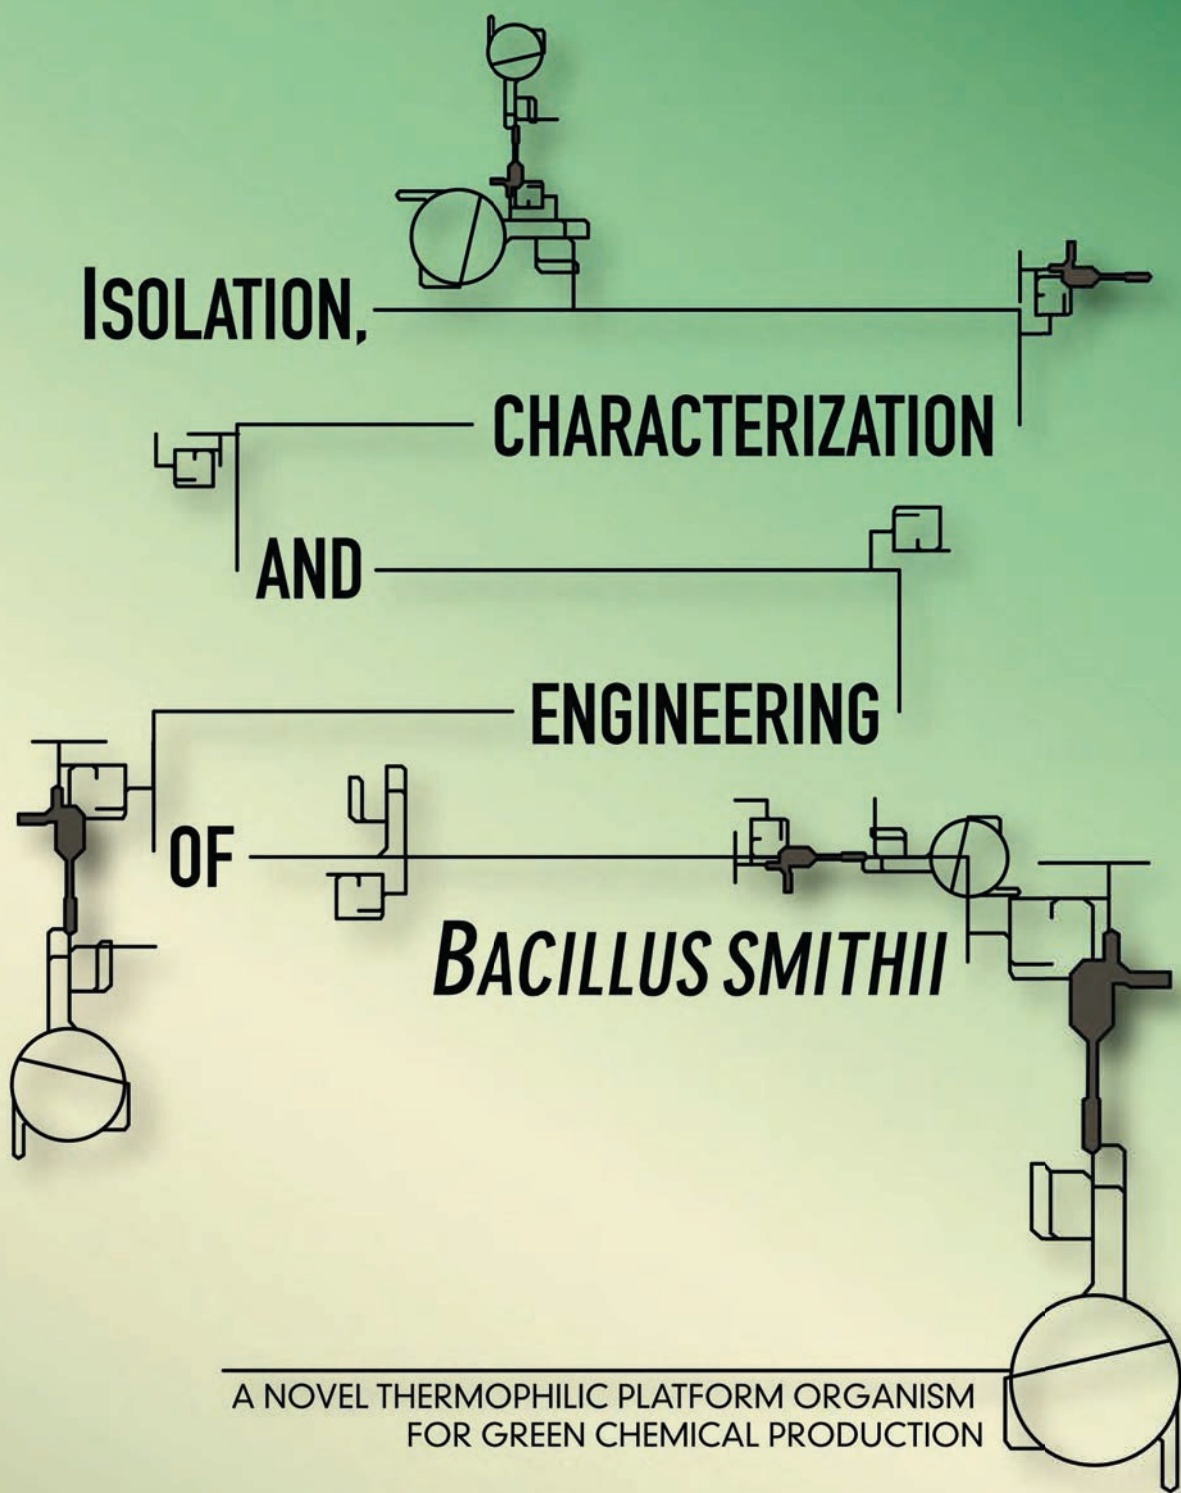 ISOLATION,
CHARACTERIZATION
AND
ENGINEERING
OF
BACILLUS SMITHII
A NOVEL THERMOPHILIC PLATFORM ORGANISM
FOR GREEN CHEMICAL PRODUCTION